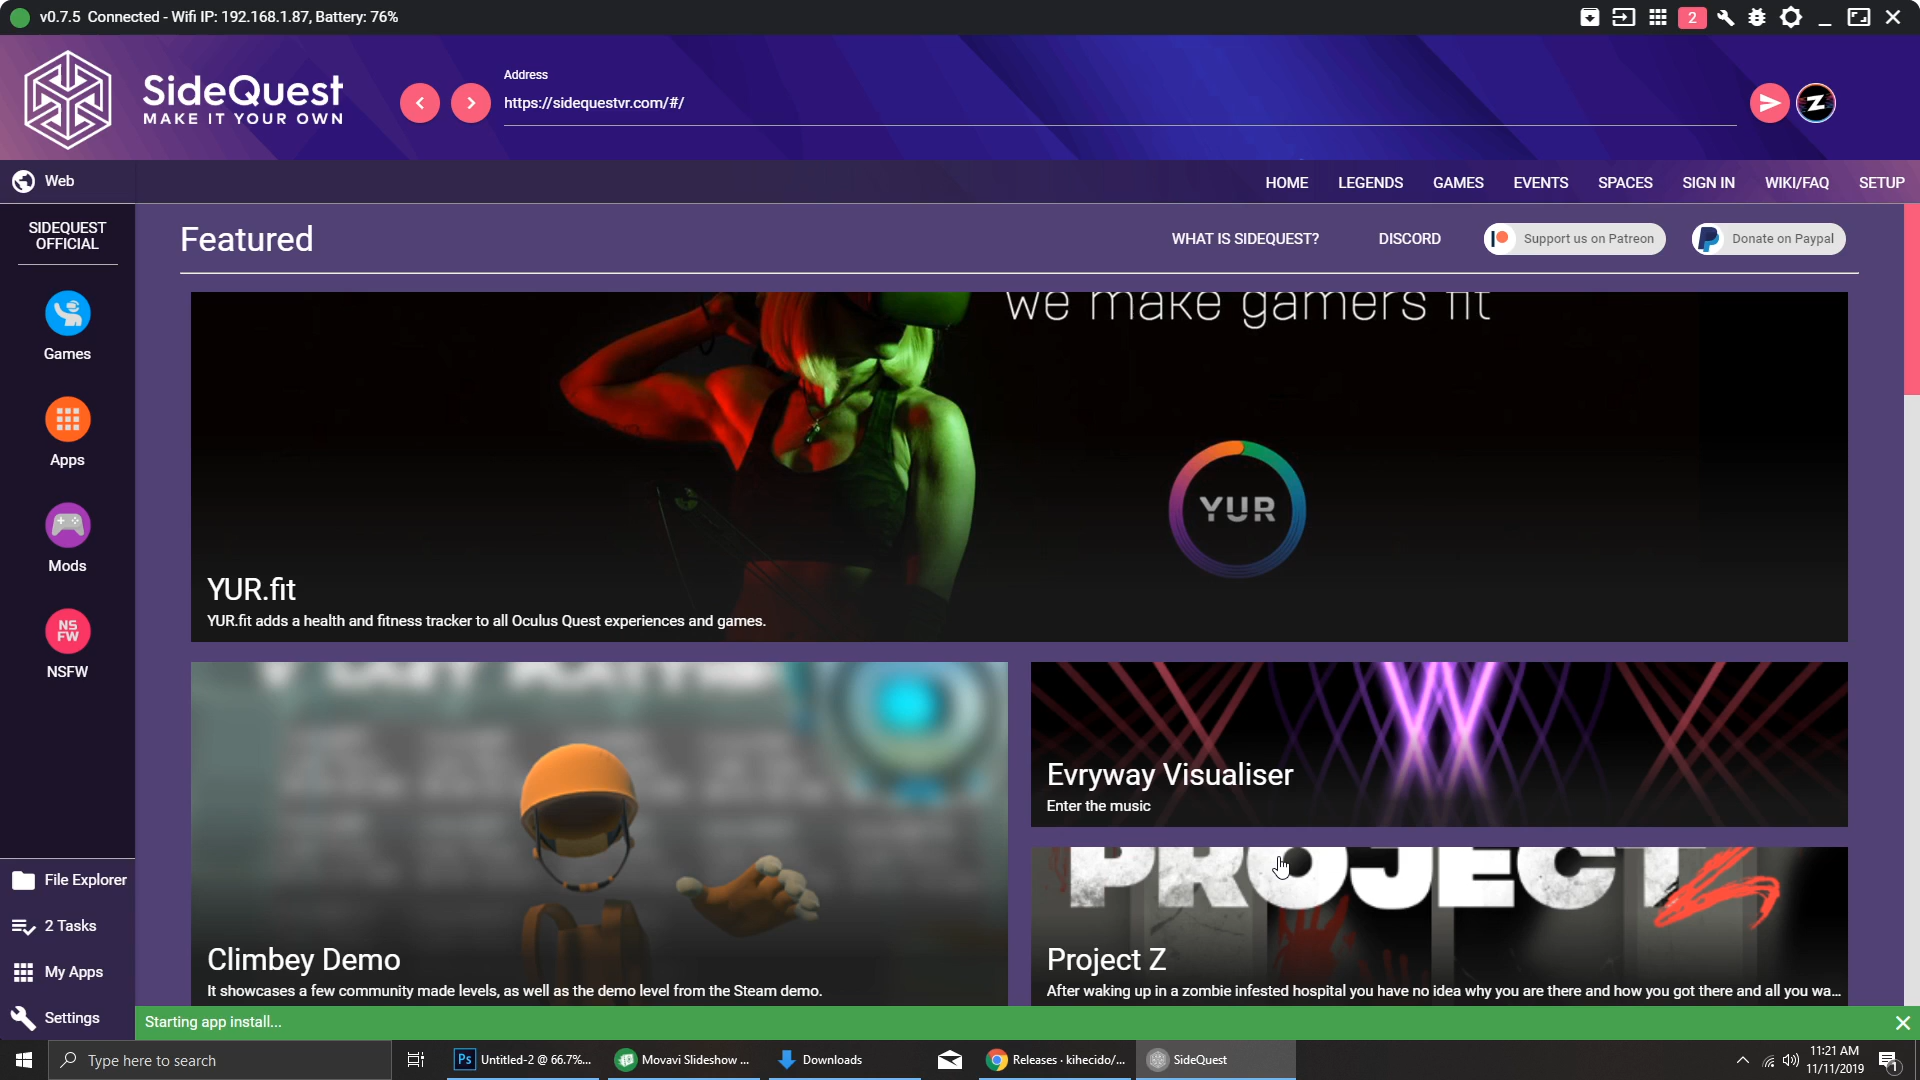 v0.7.5 Connected - Wifi IP: 192.168.1.87, Battery: 76%
2
SideQuest
MAKE IT YOUR OWN
Address
https://sidequestvr.com/#/
Z
Web
HOME LEGENDS GAMES EVENTS SPACES SIGN IN WIKI/FAQ SETUP
SIDEQUEST
OFFICIAL
Games
Apps
Mods
NS
FW
NSFW
Featured
WHAT IS SIDEQUEST? DISCORD Support us on Patreon Donate on Paypal
we make gamers fit
YUR
YUR.fit
YUR.fit adds a health and fitness tracker to all Oculus Quest experiences and games.
Climbey Demo
It showcases a few community made levels, as well as the demo level from the Steam demo.
Evryway Visualiser
Enter the music
PROJECT Z
Project Z
After waking up in a zombie infested hospital you have no idea why you are there and how you got there and all you wa...
File Explorer
2 Tasks
My Apps
Settings
Starting app install...
Type here to search
Ps Untitled-2 @ 66.7%...
Movavi Slideshow ...
Downloads
Releases · kihecido/...
SideQuest
11:21 AM
11/11/2019
1